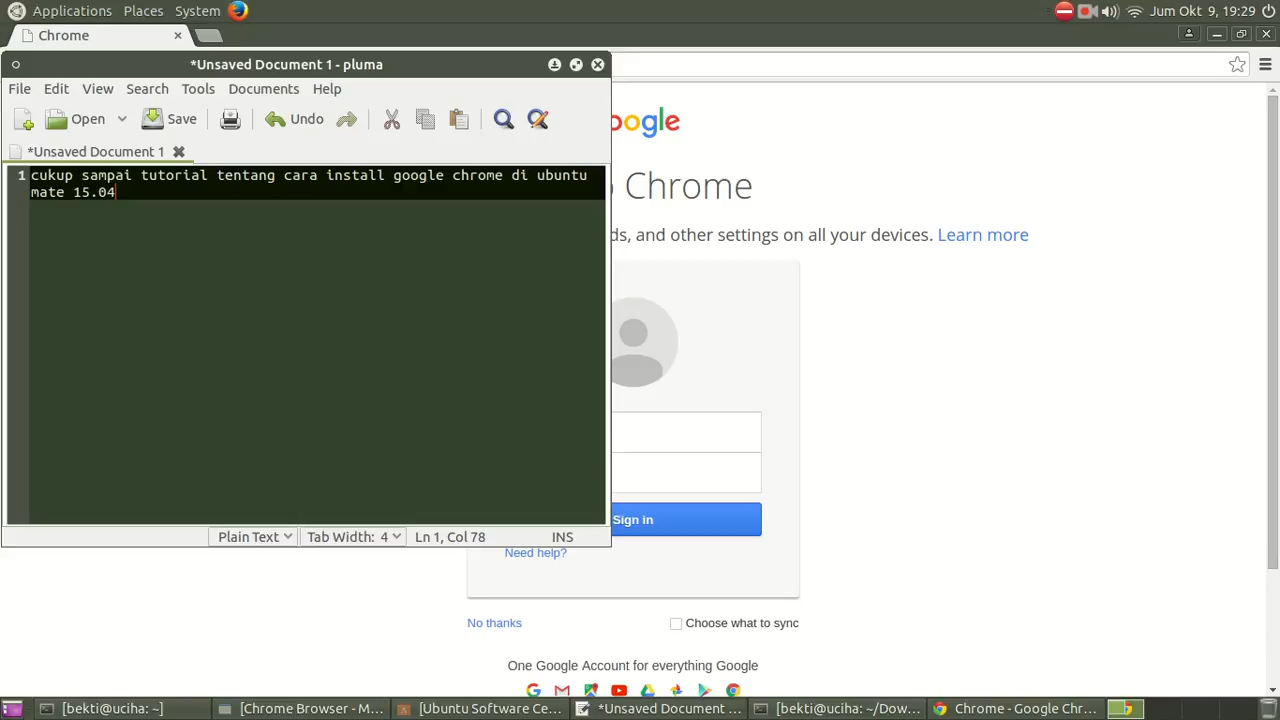 Applications Places System
Jum Okt 9, 19:29
Chrome
*Unsaved Document 1 - pluma
File Edit View Search Tools Documents Help
Open Save Undo
*Unsaved Document 1
1 cukup sampai tutorial tentang cara install google chrome di ubuntu
mate 15.04
oogle
Chrome
ds, and other settings on all your devices. Learn more
Sign in
Plain Text Tab Width: 4 Ln 1, Col 78 INS
Need help?
No thanks
Choose what to sync
One Google Account for everything Google
[bekti@uciha: ~]
[Chrome Browser - M...
[Ubuntu Software Ce...
*Unsaved Document ...
[bekti@uciha: ~/Dow...
Chrome - Google Chr...